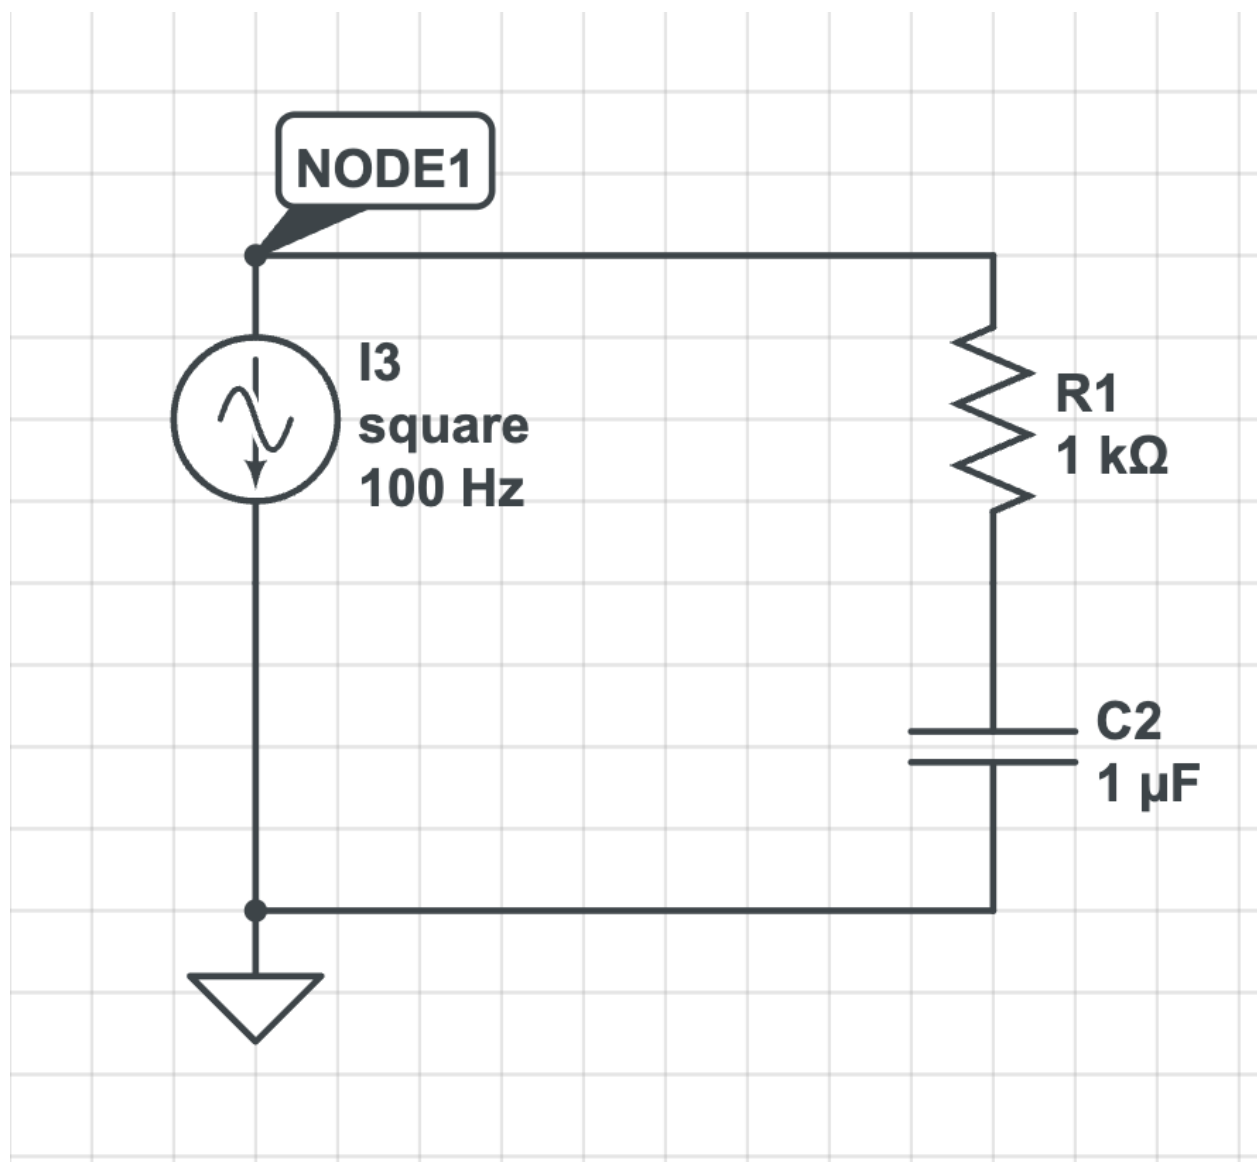 NODE1
I3
square
100 Hz
R1
1 kΩ
C2
1 µF